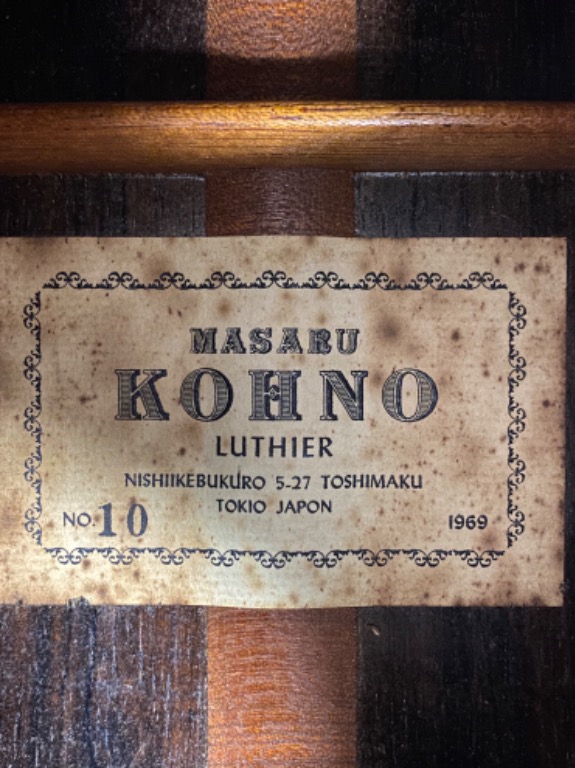 MASARU
KOHNO
LUTHIER
NISHIIKEBUKURO 5-27 TOSHIMAKU
TOKIO JAPON
NO. 10 1969